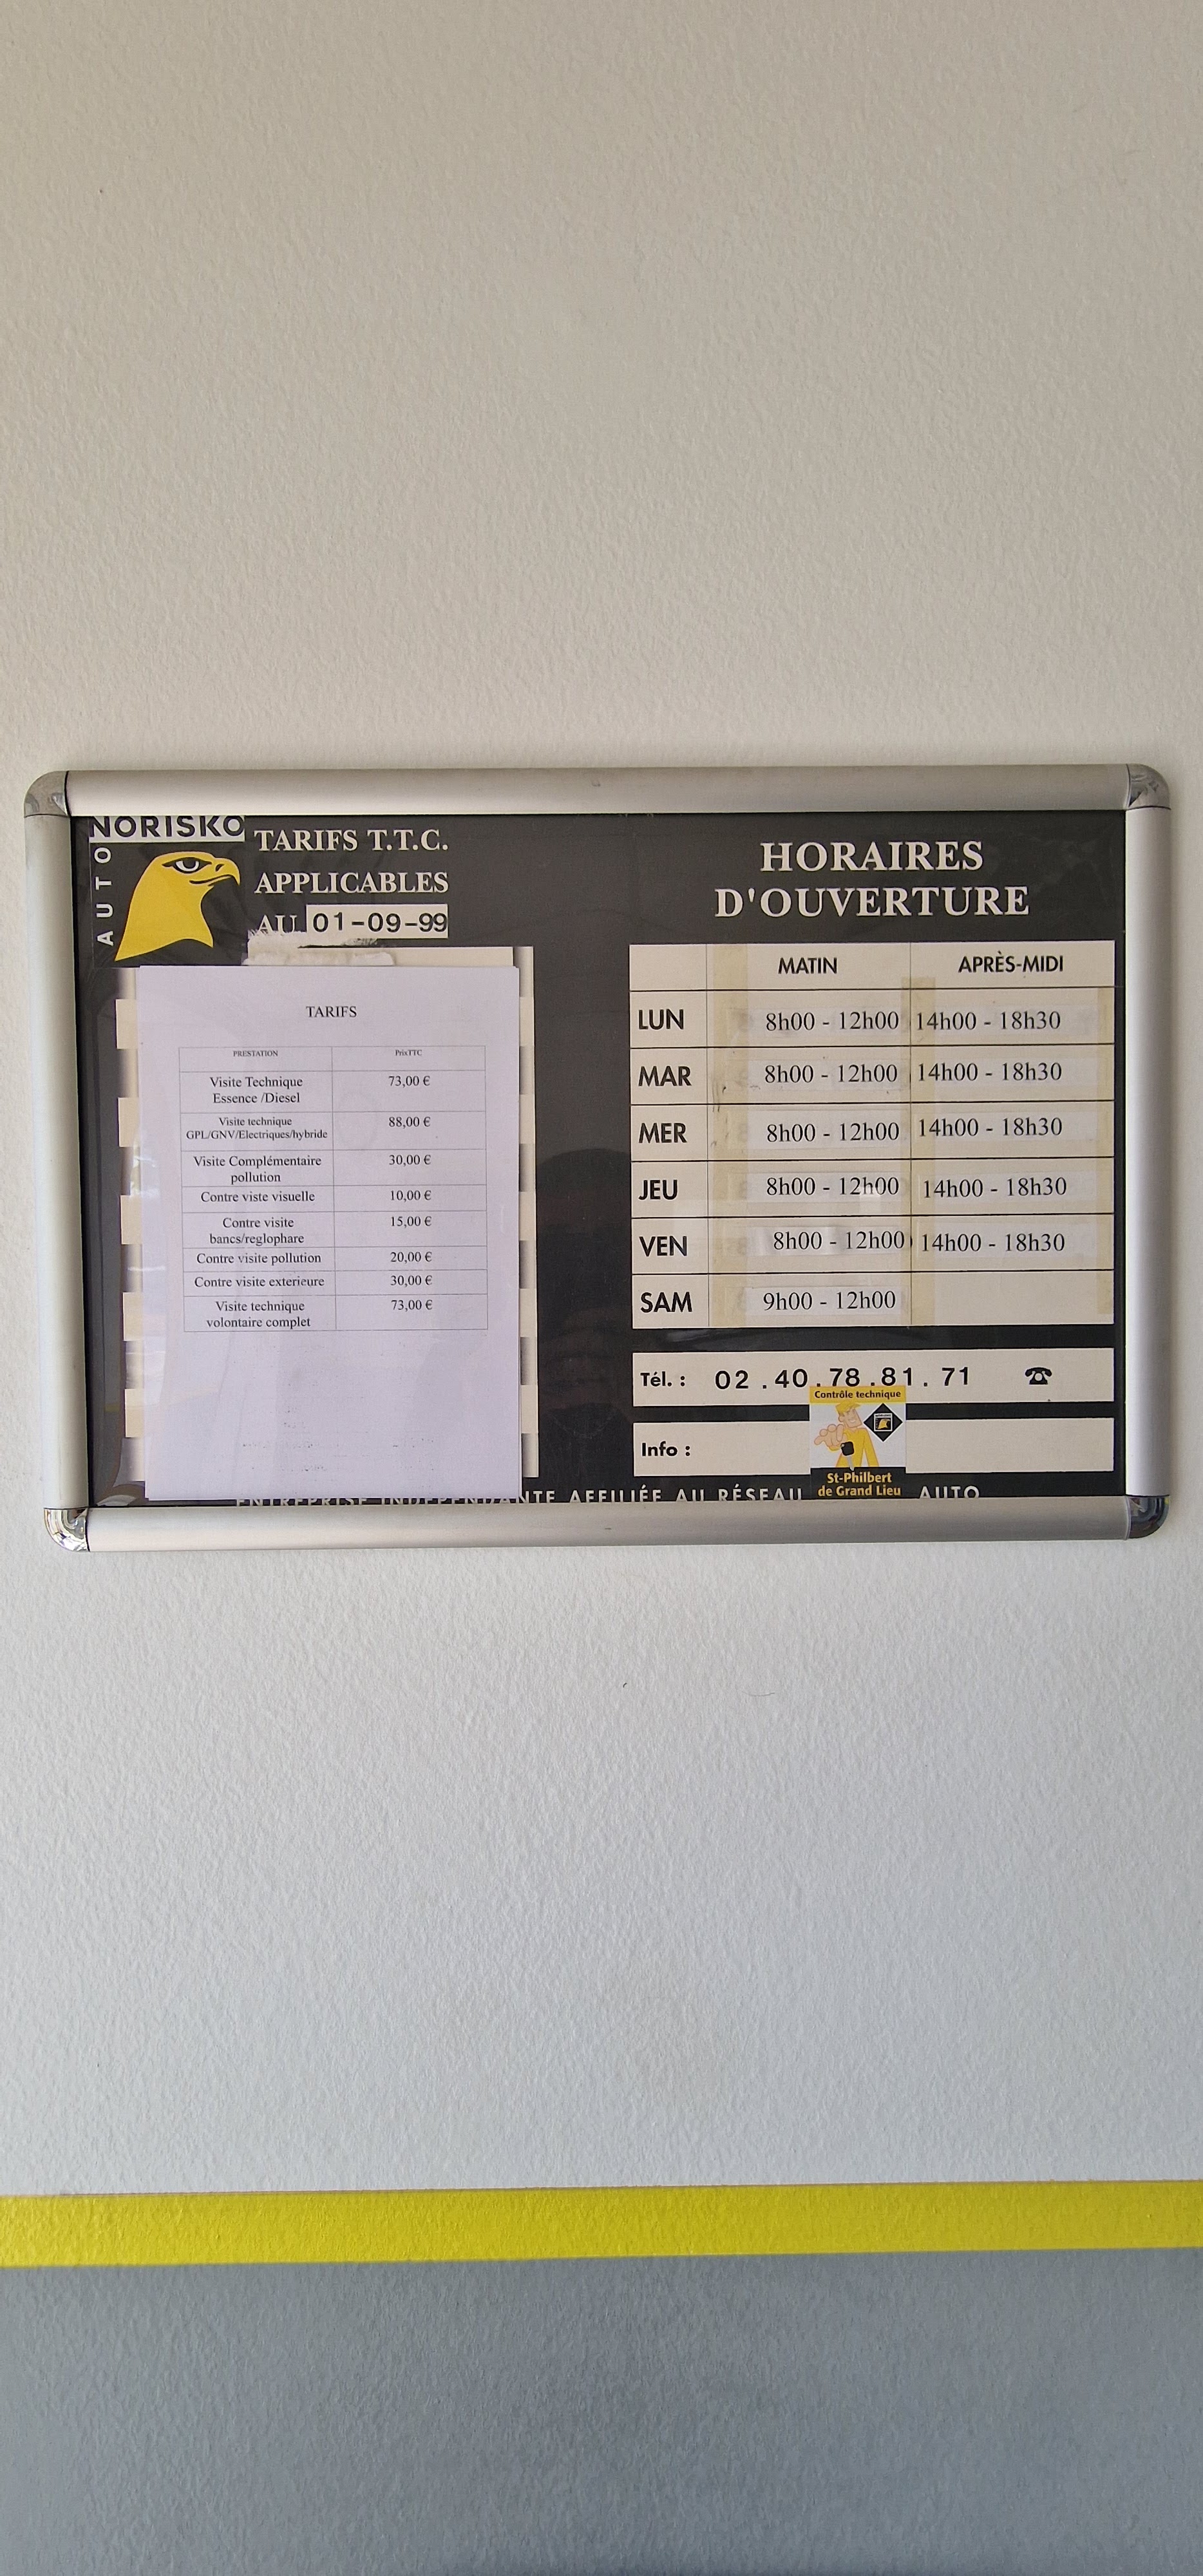 NORISKO
AUTO
TARIFS T.T.C.
APPLICABLES
AU 01-09-99
TARIFS
PRESTATION PrixTTC
Visite Technique
Essence /Diesel 73,00 €
Visite technique
GPL/GNV/Electriques/hybride 88,00 €
Visite Complémentaire
pollution 30,00 €
Contre viste visuelle 10,00 €
Contre visite
bancs/reglophare 15,00 €
Contre visite pollution 20,00 €
Contre visite exterieure 30,00 €
Visite technique
volontaire complet 73,00 €
HORAIRES
D'OUVERTURE
MATIN APRÈS-MIDI
LUN 8h00 - 12h00 14h00 - 18h30
MAR 8h00 - 12h00 14h00 - 18h30
MER 8h00 - 12h00 14h00 - 18h30
JEU 8h00 - 12h00 14h00 - 18h30
VEN 8h00 - 12h00 14h00 - 18h30
SAM 9h00 - 12h00
Tél. : 02 .40.78.81. 71 ☎
Info :
Contrôle technique
St-Philbert
de Grand Lieu
ENTREPRISE INDEPENDANTE AFFILIÉE AU RÉSEAU AUTO